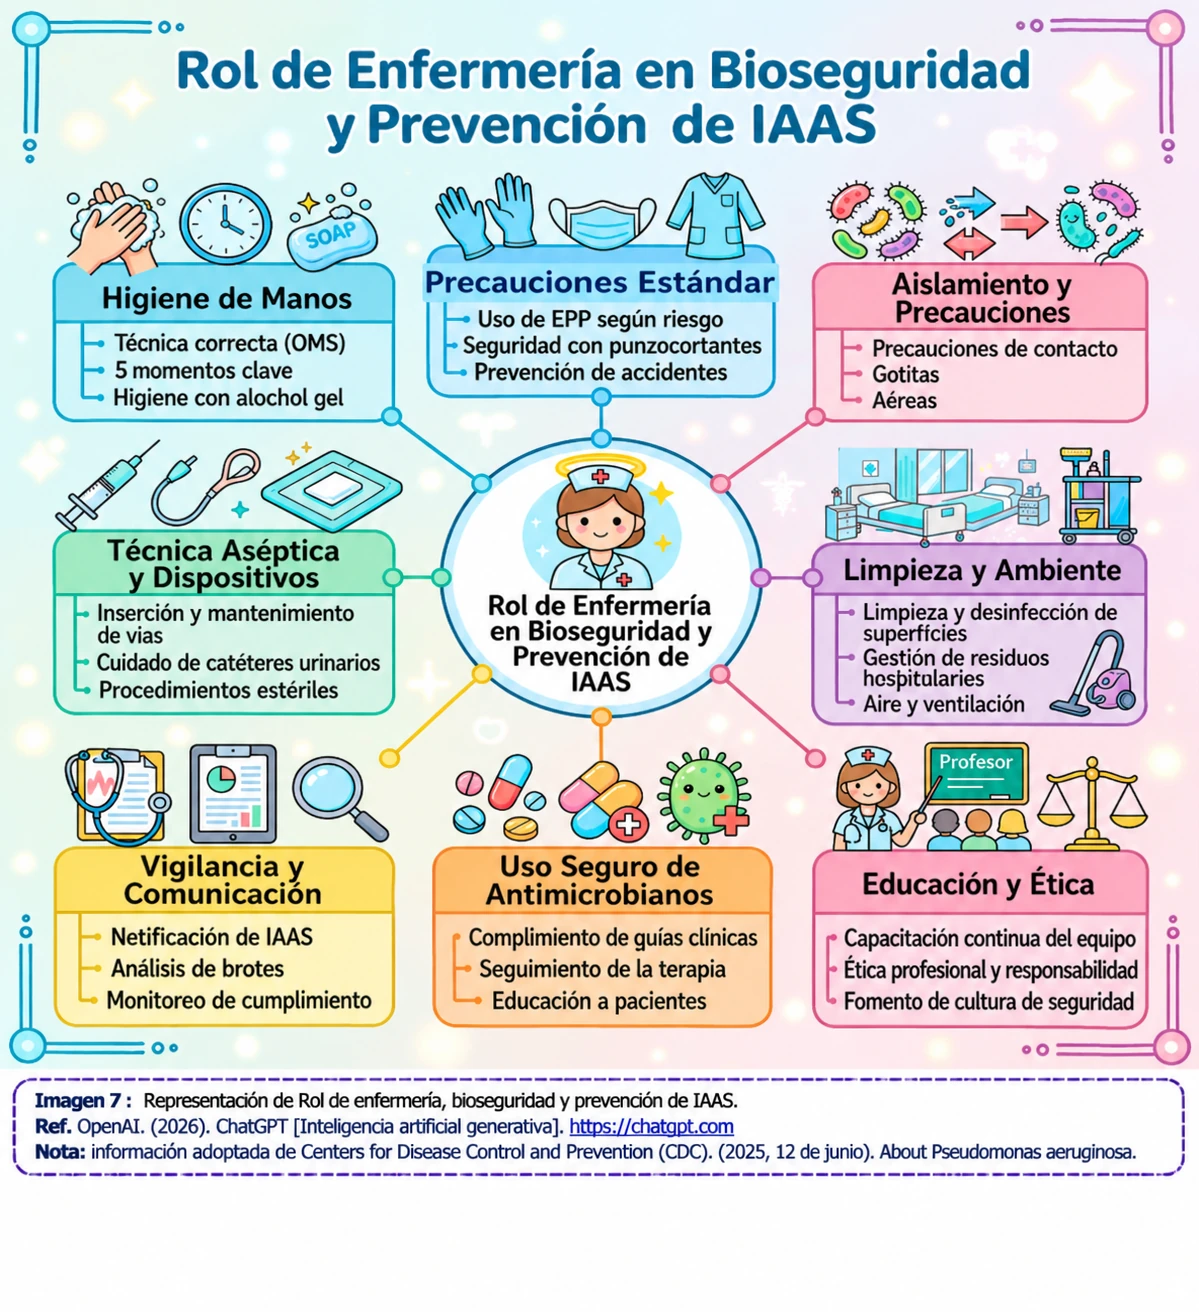 Rol de Enfermería en Bioseguridad
y Prevención de IAAS
SOAP
Higiene de Manos
Técnica correcta (OMS)
5 momentos clave
Higiene con alochol gel
Precauciones Estándar
Uso de EPP según riesgo
Seguridad con punzocortantes
Prevención de accidentes
Aislamiento y
Precauciones
Precauciones de contacto
Gotitas
Aéreas
Técnica Aséptica
y Dispositivos
Inserción y mantenimiento
de vias
Cuidado de catéteres urinarios
Procedimientos estériles
Rol de Enfermería
en Bioseguridad y
Prevención de
IAAS
Limpieza y Ambiente
Limpieza y desinfección de
superfícies
Gestión de residuos
hospitularies
Aire y ventilación
Vigilancia y
Comunicación
Netificación de IAAS
Análisis de brotes
Monitoreo de cumplimiento
Uso Seguro de
Antimicrobianos
Complimiento de guías clínicas
Seguimiento de la terapia
Educación a pacientes
Profesor
Educación y Ética
Capacitación continua del equipo
Ética profesional y responsabilidad
Fomento de cultura de seguridad
Imagen 7 : Representación de Rol de enfermería, bioseguridad y prevención de IAAS.
Ref. OpenAI. (2026). ChatGPT [Inteligencia artificial generativa]. https://chatgpt.com
Nota: información adoptada de Centers for Disease Control and Prevention (CDC). (2025, 12 de junio). About Pseudomonas aeruginosa.